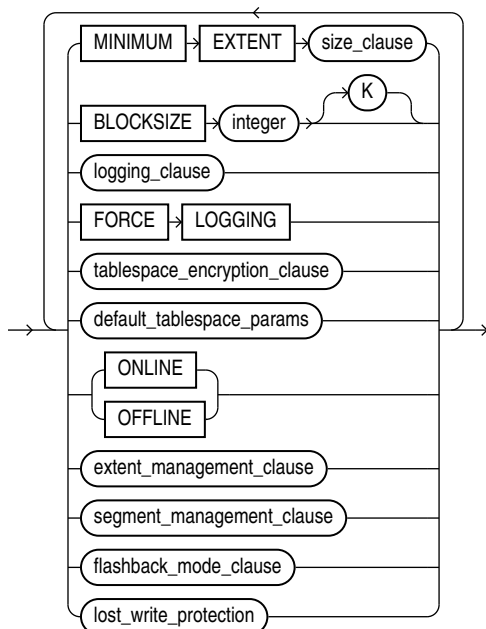 MINIMUM EXTENT size_clause
K
BLOCKSIZE integer
logging_clause
FORCE LOGGING
tablespace_encryption_clause
default_tablespace_params
ONLINE
OFFLINE
extent_management_clause
segment_management_clause
flashback_mode_clause
lost_write_protection